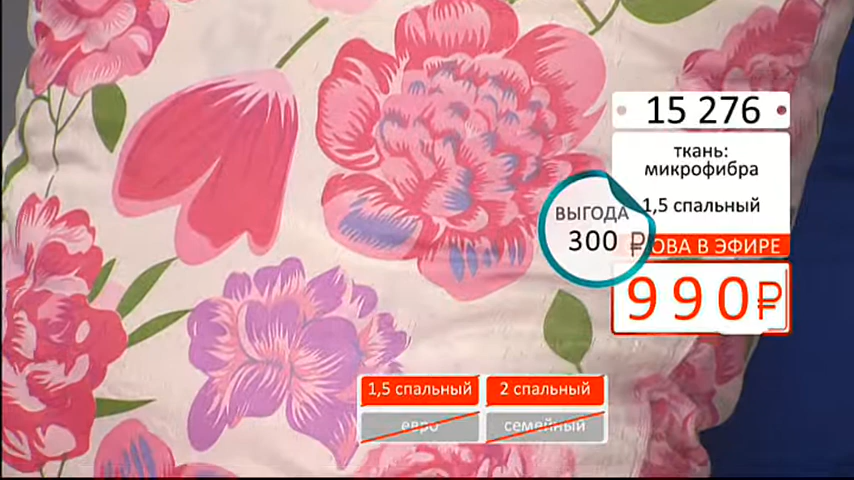 15 276
ткань:
микрофибра
1,5 спальный
ВЫГОДА
300 ₽
ОВА В ЭФИРЕ
990₽
1,5 спальный
2 спальный
евро
семейный